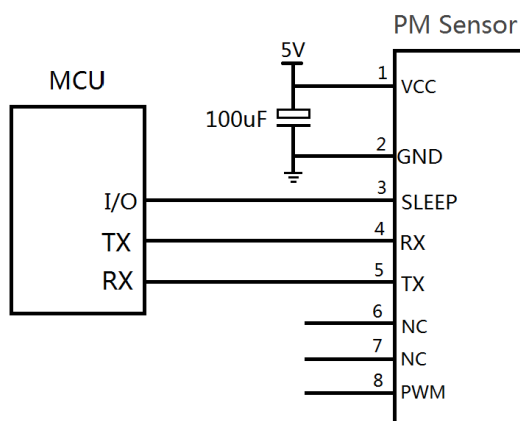 PM Sensor
5V
MCU
1 VCC
100uF
2 GND
I/O 3 SLEEP
TX 4 RX
RX 5 TX
6 NC
7 NC
8 PWM